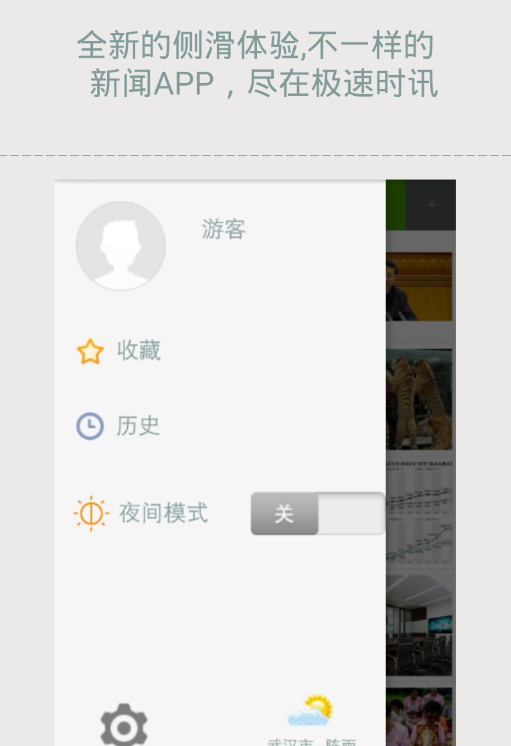 全新的侧滑体验,不一样的
新闻APP，尽在极速时讯
游客
收藏
历史
夜间模式
关
武汉市 阵雨